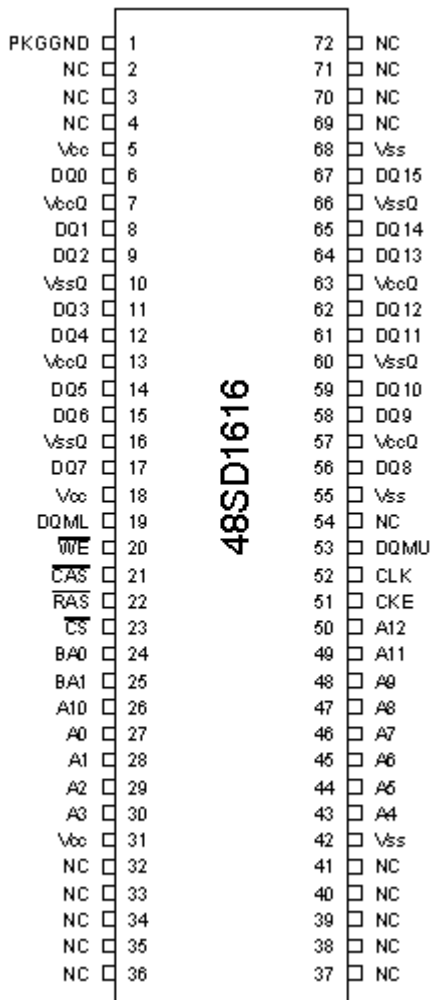 PKGGND 1 72 NC
NC 2 71 NC
NC 3 70 NC
NC 4 69 NC
Vcc 5 68 Vss
DQ0 6 67 DQ15
VccQ 7 66 VssQ
DQ1 8 65 DQ14
DQ2 9 64 DQ13
VssQ 10 63 VccQ
DQ3 11 62 DQ12
DQ4 12 61 DQ11
VccQ 13 60 VssQ
DQ5 14 59 DQ10
DQ6 15 58 DQ9
VssQ 16 57 VccQ
DQ7 17 56 DQ8
Vcc 18 55 Vss
DQML 19 54 NC
WE 20 53 DQMU
CAS 21 52 CLK
RAS 22 51 CKE
CS 23 50 A12
BA0 24 49 A11
BA1 25 48 A9
A10 26 47 A8
A0 27 46 A7
A1 28 45 A6
A2 29 44 A5
A3 30 43 A4
Vcc 31 42 Vss
NC 32 41 NC
NC 33 40 NC
NC 34 39 NC
NC 35 38 NC
NC 36 37 NC
48SD1616